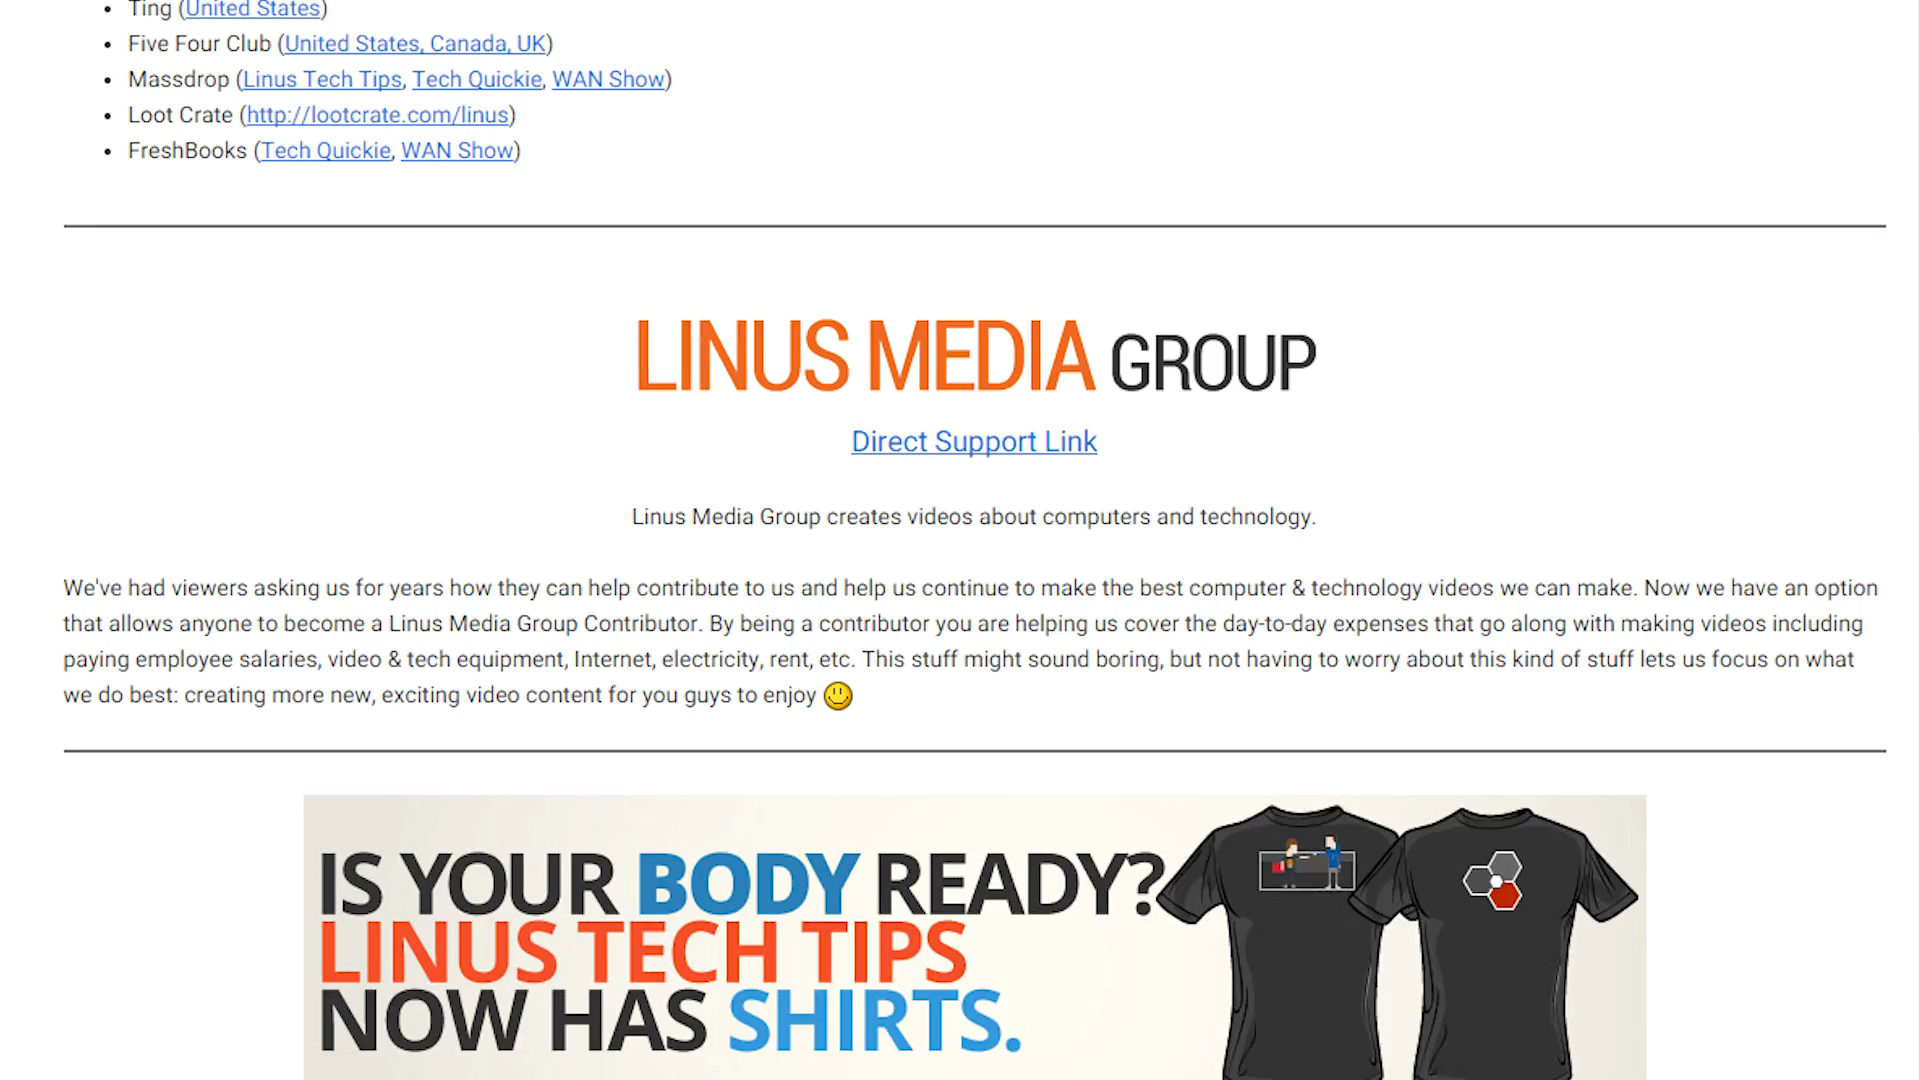 Ting (United States)
Five Four Club (United States, Canada, UK)
Massdrop (Linus Tech Tips, Tech Quickie, WAN Show)
Loot Crate (http://lootcrate.com/linus)
FreshBooks (Tech Quickie, WAN Show)
LINUS MEDIA GROUP
Direct Support Link
Linus Media Group creates videos about computers and technology.
We've had viewers asking us for years how they can help contribute to us and help us continue to make the best computer & technology videos we can make. Now we have an option
that allows anyone to become a Linus Media Group Contributor. By being a contributor you are helping us cover the day-to-day expenses that go along with making videos including
paying employee salaries, video & tech equipment, Internet, electricity, rent, etc. This stuff might sound boring, but not having to worry about this kind of stuff lets us focus on what
we do best: creating more new, exciting video content for you guys to enjoy
IS YOUR BODY READY?
LINUS TECH TIPS
NOW HAS SHIRTS.